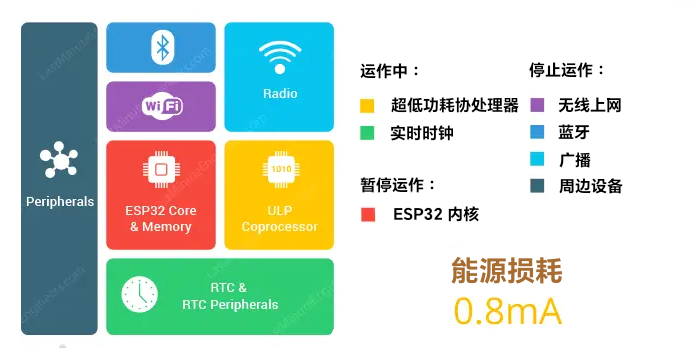 Peripherals
WiFi
Radio
ESP32 Core
& Memory
1010
ULP
Coprocessor
RTC &
RTC Peripherals
运作中：
超低功耗协处理器
实时时钟
暂停运作：
ESP32 内核
停止运作：
无线上网
蓝牙
广播
周边设备
能源损耗
0.8mA